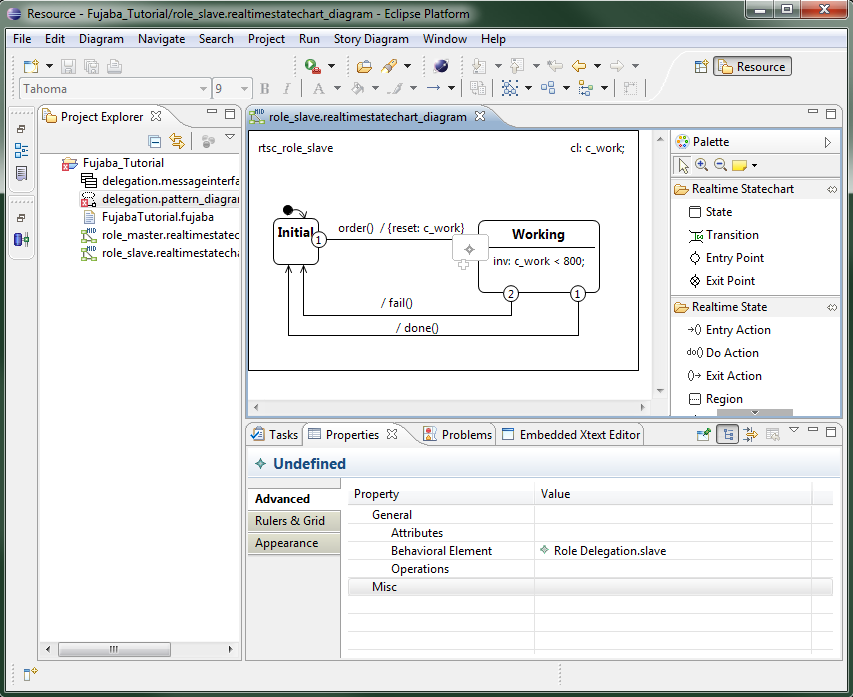 Resource - Fujaba_Tutorial/role_slave.realtimestatechart_diagram - Eclipse Platform
File Edit Diagram Navigate Search Project Run Story Diagram Window Help
Resource
Tahoma 9 B I A
Project Explorer
Fujaba_Tutorial
delegation.messageinterfa
delegation.pattern_diagra
FujabaTutorial.fujaba
role_master.realtimestatec
role_slave.realtimestatecha
role_slave.realtimestatechart_diagram
rtsc_role_slave cl: c_work;
Initial
1
order() / {reset: c_work}
Working
inv: c_work < 800;
2 1
/ fail()
/ done()
Palette
Realtime Statechart
State
Transition
Entry Point
Exit Point
Realtime State
Entry Action
do() Do Action
Exit Action
Region
Tasks Properties Problems Embedded Xtext Editor
Undefined
Advanced
Rulers & Grid
Appearance
Property Value
General
Attributes
Behavioral Element Role Delegation.slave
Operations
Misc